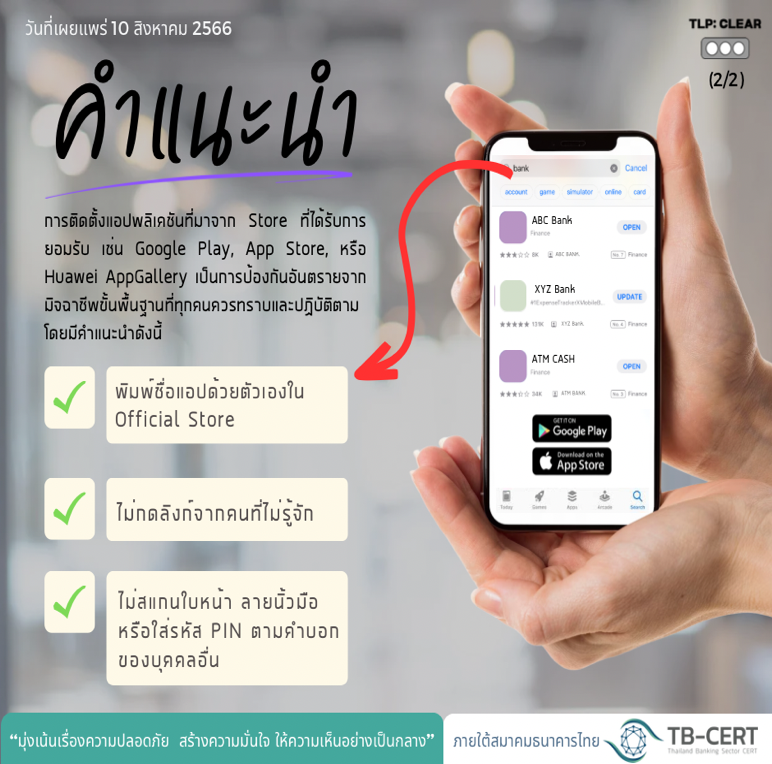 วันที่เผยแพร่ 10 สิงหาคม 2566
TLP: CLEAR
(2/2)
คำแนะนำ
การติดตั้งแอปพลิเคชันที่มาจาก Store ที่ได้รับการ
ยอมรับ เช่น Google Play, App Store, หรือ
Huawei AppGallery เป็นการป้องกันอันตรายจาก
มิจฉาชีพขั้นพื้นฐานที่ทุกคนควรทราบและปฏิบัติตาม
โดยมีคำแนะนำดังนี้
พิมพ์ชื่อแอปด้วยตัวเองใน
Official Store
ไม่กดลิงก์จากคนที่ไม่รู้จัก
ไม่สแกนใบหน้า ลายนิ้วมือ
หรือใส่รหัส PIN ตามคำบอก
ของบุคคลอื่น
bank
Cancel
account game simulator online card
ABC Bank
Finance
OPEN
8K ABC BANK No. 7 Finance
XYZ Bank
UPDATE
131K XYZ Bank No. 6 Finance
ATM CASH
Finance
OPEN
34K ATM BANK Finance
GET IT ON
Google Play
Download on the
App Store
Today Games Apps Arcade Search
“มุ่งเน้นเรื่องความปลอดภัย สร้างความมั่นใจ ให้ความเห็นอย่างเป็นกลาง”
ภายใต้สมาคมธนาคารไทย
TB-CERT
Thailand Banking Sector CERT